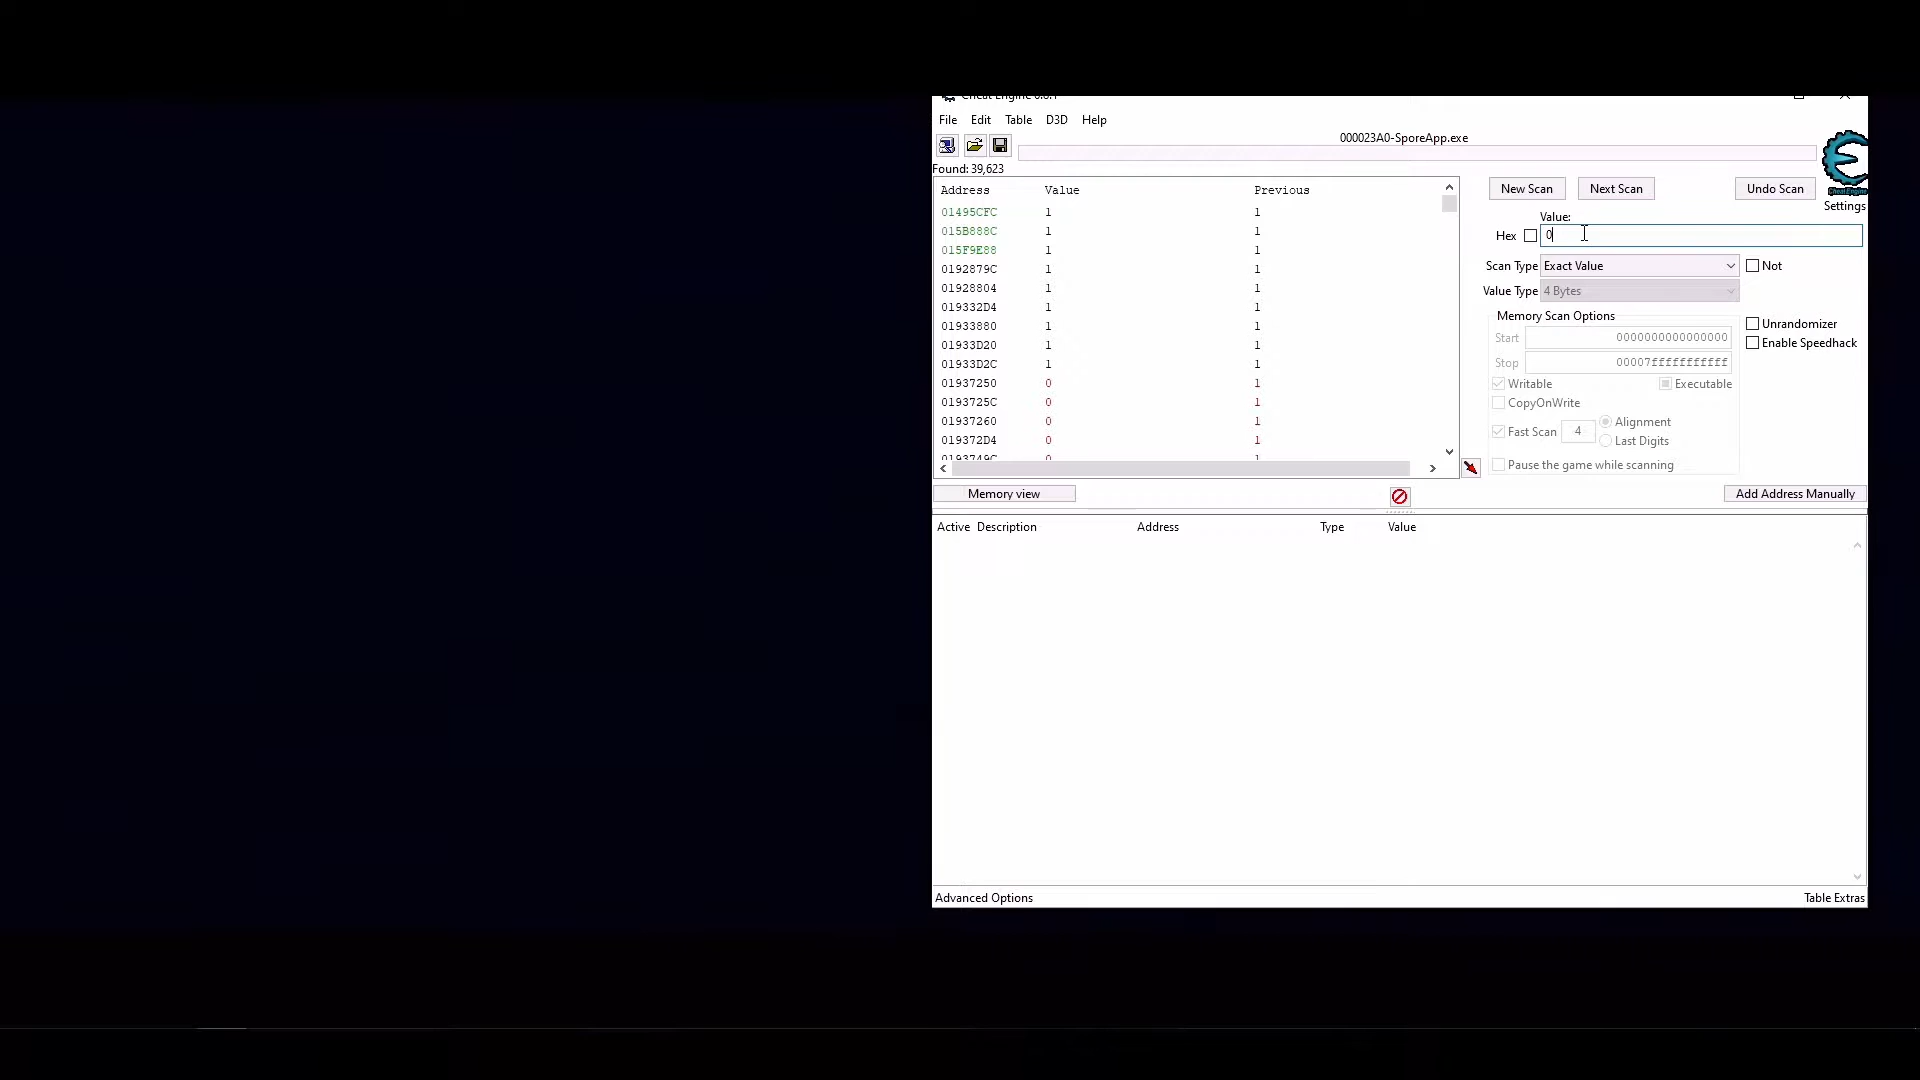 Cheat Engine 6.8.1
File Edit Table D3D Help
000023A0-SporeApp.exe
Found: 39,623
Address Value Previous
01495CFC 1 1
015B888C 1 1
015F9E88 1 1
0192879C 1 1
01928804 1 1
019332D4 1 1
01933880 1 1
01933D20 1 1
01933D2C 1 1
01937250 0 1
0193725C 0 1
01937260 0 1
019372D4 0 1
0193749C 0 1
New Scan Next Scan Undo Scan
Settings
Value:
Hex 0
Scan Type Exact Value Not
Value Type 4 Bytes
Memory Scan Options
Start 0000000000000000
Stop 00007fffffffffff
Writable Executable
CopyOnWrite
Fast Scan 4 Alignment
Last Digits
Pause the game while scanning
Unrandomizer
Enable Speedhack
Memory view Add Address Manually
Active Description Address Type Value
Advanced Options Table Extras